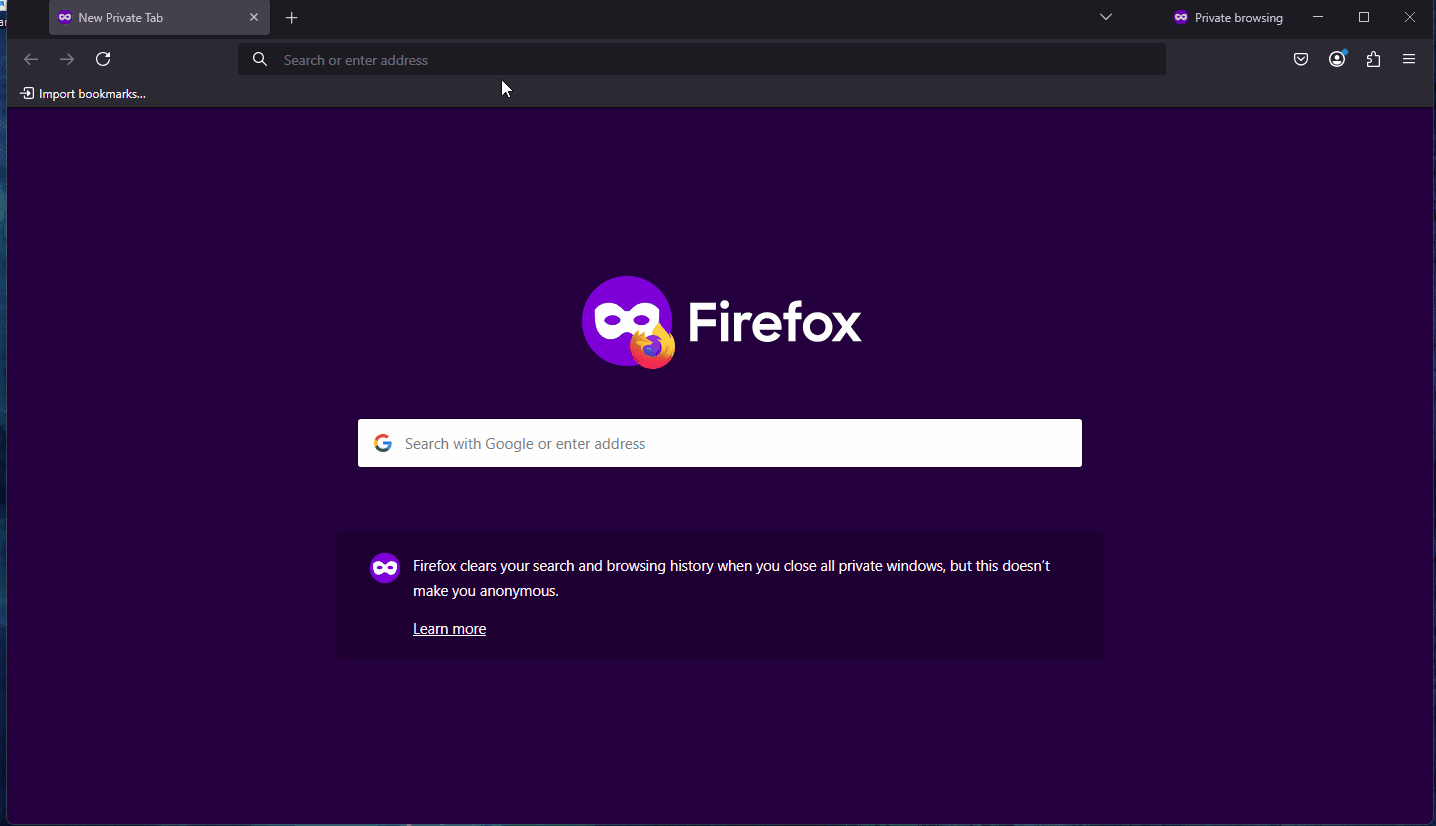 New Private Tab
Private browsing
Search or enter address
Import bookmarks...
Firefox
Search with Google or enter address
Firefox clears your search and browsing history when you close all private windows, but this doesn’t
make you anonymous.
Learn more